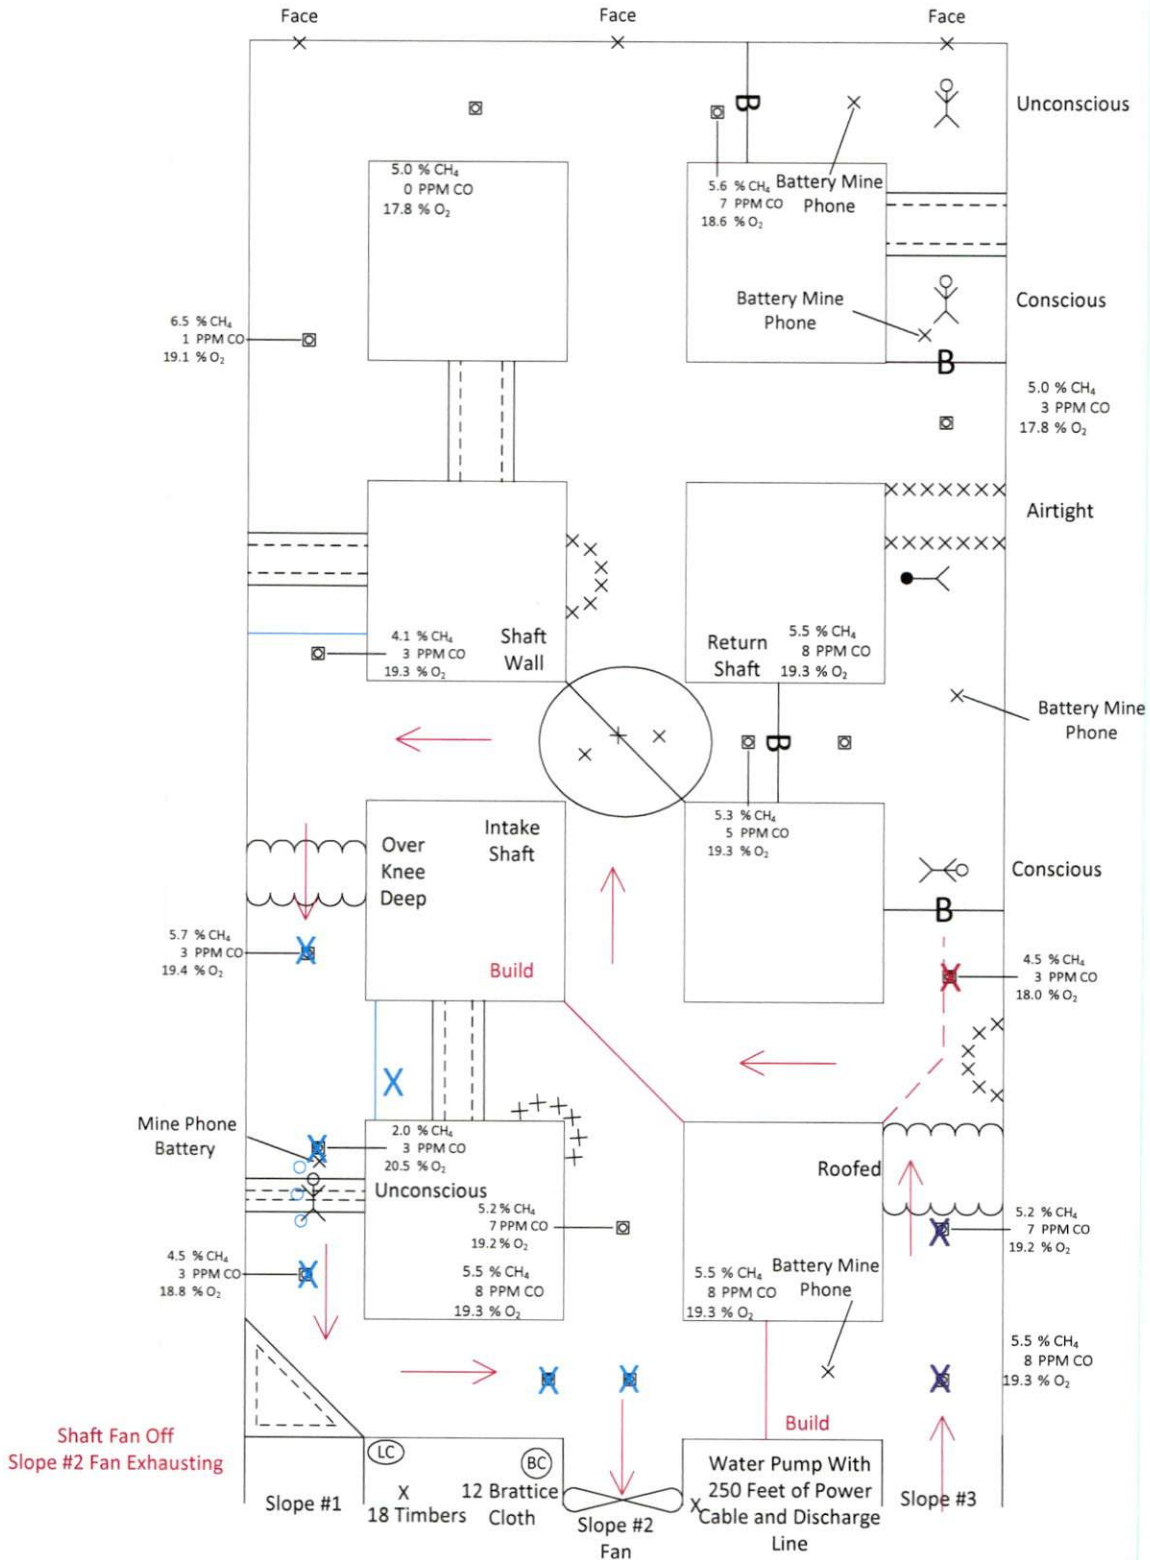 Face
Face
Face
B
Unconscious
5.0 % CH₄
0 PPM CO
17.8 % O₂
5.6 % CH₄
7 PPM CO
18.6 % O₂
Battery Mine
Phone
Battery Mine
Phone
Conscious
6.5 % CH₄
1 PPM CO
19.1 % O₂
B
5.0 % CH₄
3 PPM CO
17.8 % O₂
Airtight
4.1 % CH₄
3 PPM CO
19.3 % O₂
Shaft
Wall
Return
Shaft
5.5 % CH₄
8 PPM CO
19.3 % O₂
Battery Mine
Phone
B
5.3 % CH₄
5 PPM CO
19.3 % O₂
Over
Knee
Deep
Intake
Shaft
Conscious
B
5.7 % CH₄
3 PPM CO
19.4 % O₂
Build
4.5 % CH₄
3 PPM CO
18.0 % O₂
Mine Phone
Battery
2.0 % CH₄
3 PPM CO
20.5 % O₂
Unconscious
Roofed
5.2 % CH₄
7 PPM CO
19.2 % O₂
5.2 % CH₄
7 PPM CO
19.2 % O₂
4.5 % CH₄
3 PPM CO
18.8 % O₂
5.5 % CH₄
8 PPM CO
19.3 % O₂
5.5 % CH₄
8 PPM CO
19.3 % O₂
Battery Mine
Phone
5.5 % CH₄
8 PPM CO
19.3 % O₂
Build
Shaft Fan Off
Slope #2 Fan Exhausting
LC
BC
Slope #1
X
18 Timbers
12 Brattice
Cloth
Slope #2
Fan
X
Water Pump With
250 Feet of Power
Cable and Discharge
Line
Slope #3